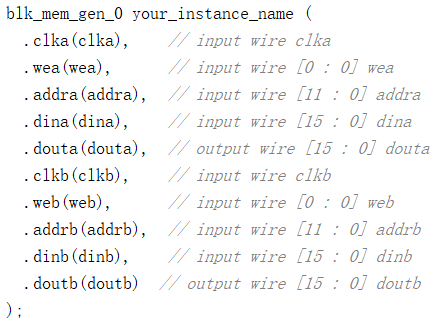 blk_mem_gen_0 your_instance_name (
  .clka(clka),    // input wire clka
  .wea(wea),      // input wire [0 : 0] wea
  .addra(addra),  // input wire [11 : 0] addra
  .dina(dina),    // input wire [15 : 0] dina
  .douta(douta),  // output wire [15 : 0] douta
  .clkb(clkb),    // input wire clkb
  .web(web),      // input wire [0 : 0] web
  .addrb(addrb),  // input wire [11 : 0] addrb
  .dinb(dinb),    // input wire [15 : 0] dinb
  .doutb(doutb)  // output wire [15 : 0] doutb
);